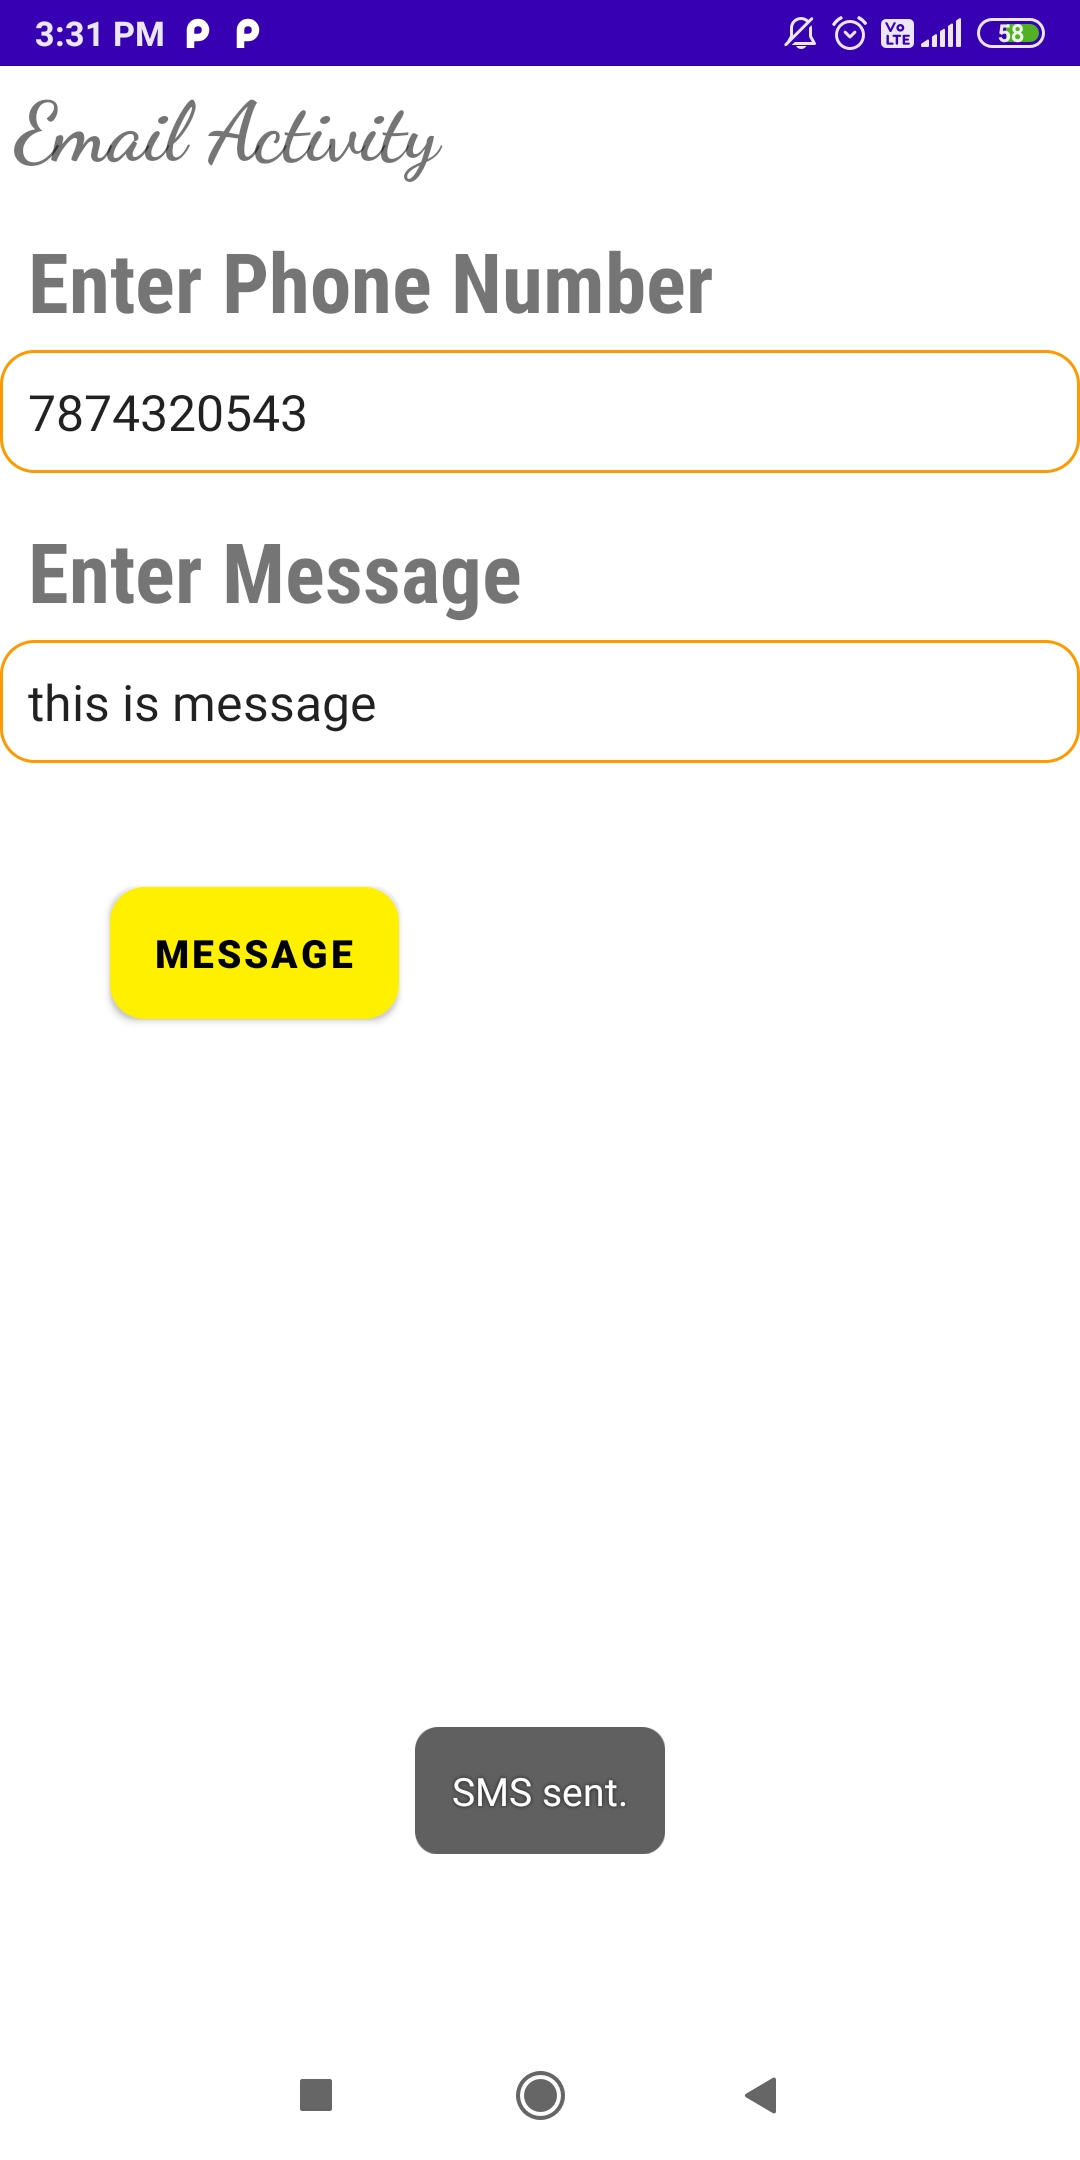 3:31 PM
Vo LTE
58
Email Activity
Enter Phone Number
7874320543
Enter Message
this is message
MESSAGE
SMS sent.